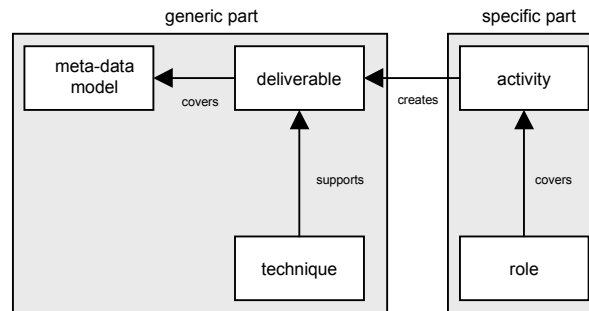 generic part
specific part
meta-data
model
deliverable
activity
covers
creates
supports
covers
technique
role